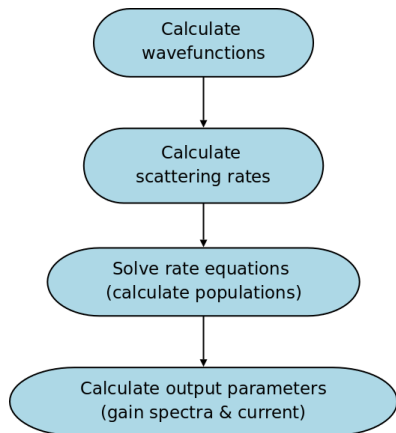 Calculate
wavefunctions
Calculate
scattering rates
Solve rate equations
(calculate populations)
Calculate output parameters
(gain spectra & current)